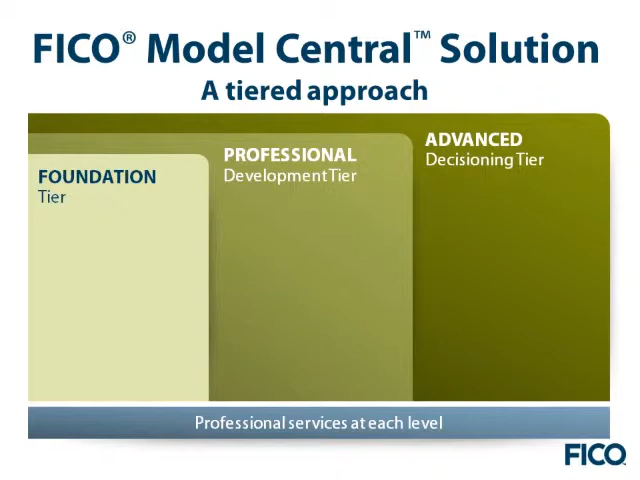 FICO® Model Central™ Solution
A tiered approach
FOUNDATION
Tier
PROFESSIONAL
Development Tier
ADVANCED
Decisioning Tier
Professional services at each level
FICO